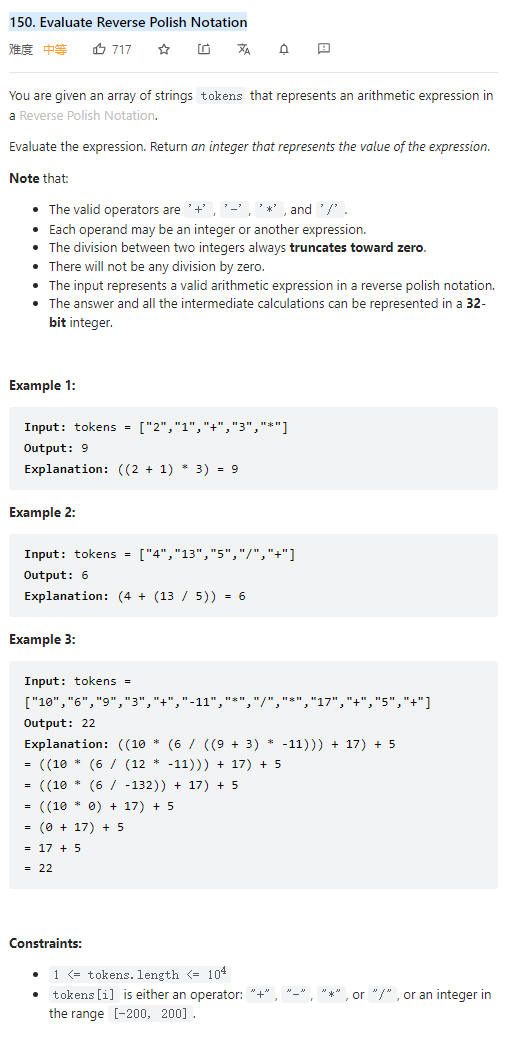 150. Evaluate Reverse Polish Notation
难度 中等 717
You are given an array of strings tokens that represents an arithmetic expression in
a Reverse Polish Notation.
Evaluate the expression. Return an integer that represents the value of the expression.
Note that:
• The valid operators are '+', '-', '*', and '/'.
• Each operand may be an integer or another expression.
• The division between two integers always truncates toward zero.
• There will not be any division by zero.
• The input represents a valid arithmetic expression in a reverse polish notation.
• The answer and all the intermediate calculations can be represented in a 32-
bit integer.
Example 1:
Input: tokens = ["2","1","+","3","*"]
Output: 9
Explanation: ((2 + 1) * 3) = 9
Example 2:
Input: tokens = ["4","13","5","/","+"]
Output: 6
Explanation: (4 + (13 / 5)) = 6
Example 3:
Input: tokens =
["10","6","9","3","+","-11","*","/","*","17","+","5","+"]
Output: 22
Explanation: ((10 * (6 / ((9 + 3) * -11))) + 17) + 5
= ((10 * (6 / (12 * -11))) + 17) + 5
= ((10 * (6 / -132)) + 17) + 5
= ((10 * 0) + 17) + 5
= (0 + 17) + 5
= 17 + 5
= 22
Constraints:
• 1 <= tokens.length <= 10⁴
• tokens[i] is either an operator: "+", "-", "*", or "/", or an integer in
the range [-200, 200].